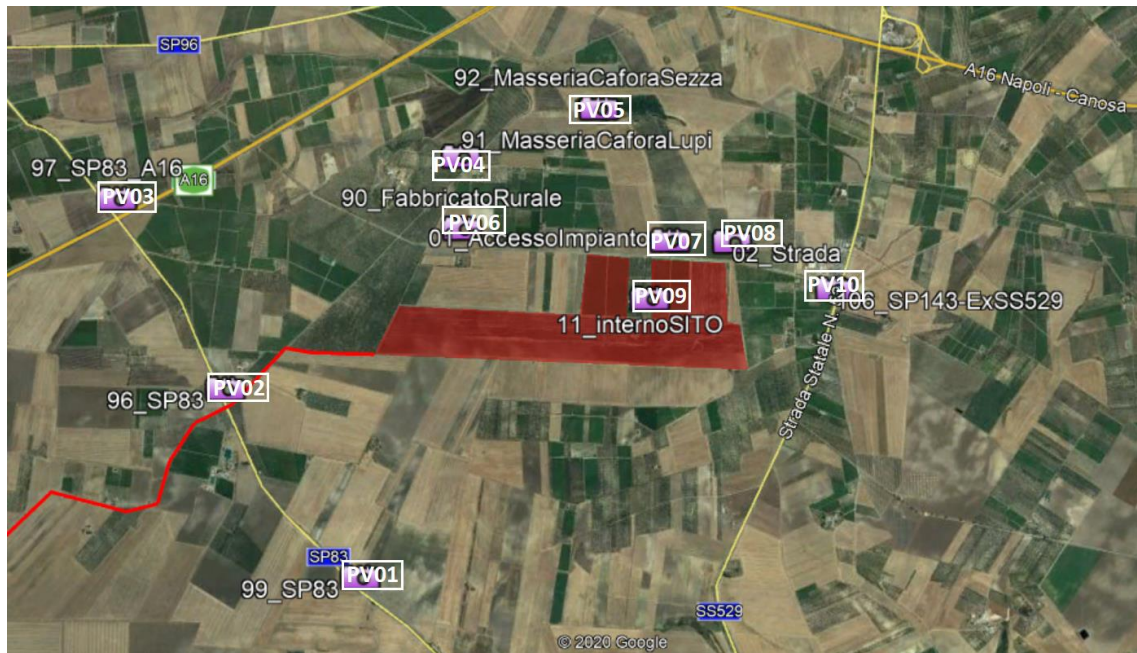 SP96
A16 Napoli - Canosa
92_MasseriaCaforaSezza
PV05
91_MasseriaCaforaLupi
PV04
97_SP83_A16
A16
PV03
90_FabbricatoRurale
PV06
01_AccessoImpianto
PV07
PV08
02_Strada
PV10
PV09
106_SP143-ExSS529
11_internoSITO
Strada Statale N.
PV02
96_SP83
SP83
PV01
99_SP83
SS529
© 2020 Google